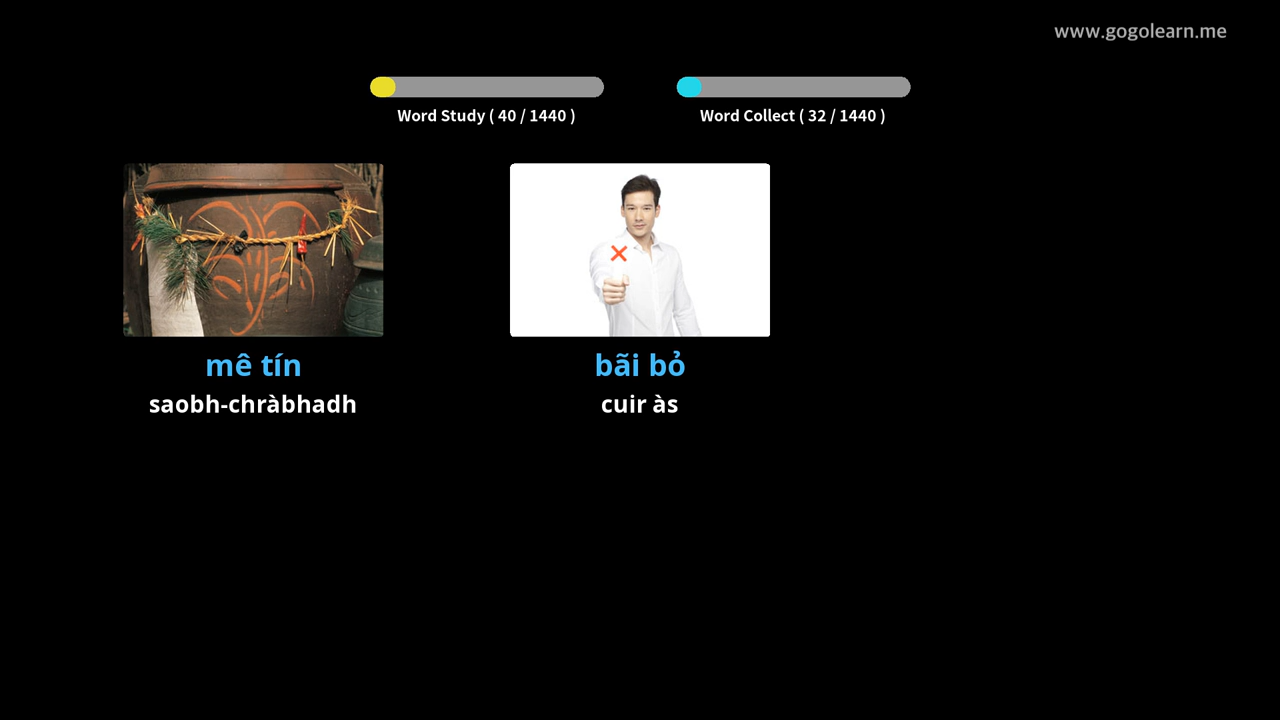 www.gogolearn.me
Word Study ( 40 / 1440 )
Word Collect ( 32 / 1440 )
mê tín
saobh-chràbhadh
bãi bỏ
cuir às